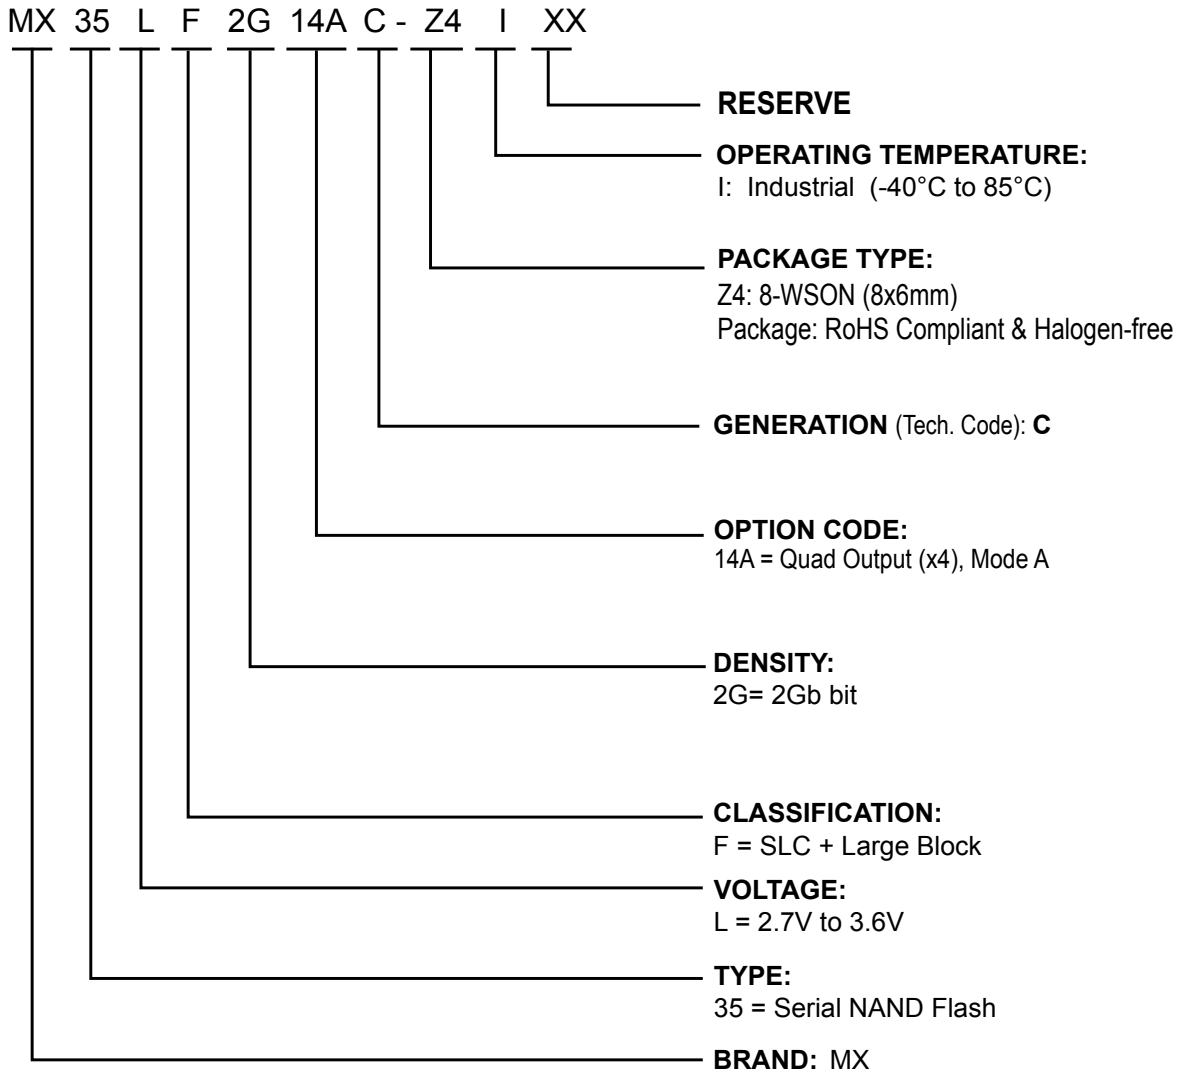 MX 35 L F 2G 14A C - Z4 I XX
RESERVE
OPERATING TEMPERATURE:
I: Industrial (-40°C to 85°C)
PACKAGE TYPE:
Z4: 8-WSON (8x6mm)
Package: RoHS Compliant & Halogen-free
GENERATION (Tech. Code): C
OPTION CODE:
14A = Quad Output (x4), Mode A
DENSITY:
2G= 2Gb bit
CLASSIFICATION:
F = SLC + Large Block
VOLTAGE:
L = 2.7V to 3.6V
TYPE:
35 = Serial NAND Flash
BRAND: MX